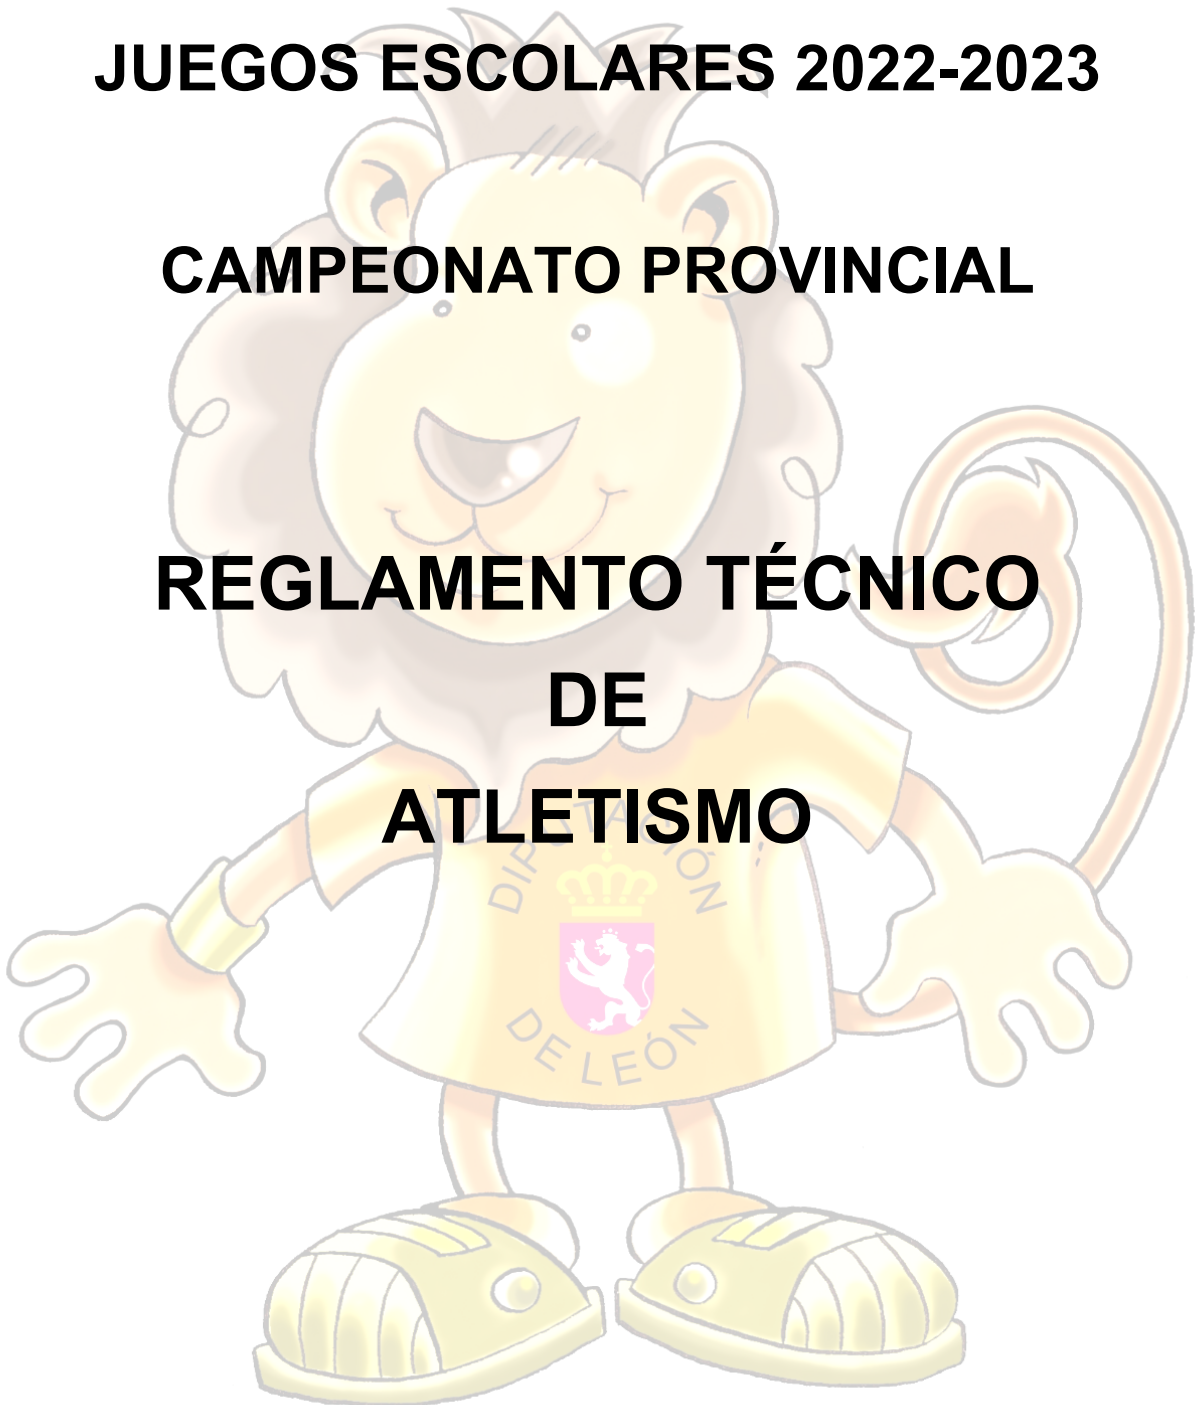 JUEGOS ESCOLARES 2022-2023
CAMPEONATO PROVINCIAL
REGLAMENTO TÉCNICO
DE
ATLETISMO
DIPUTACIÓN
DE LEÓN